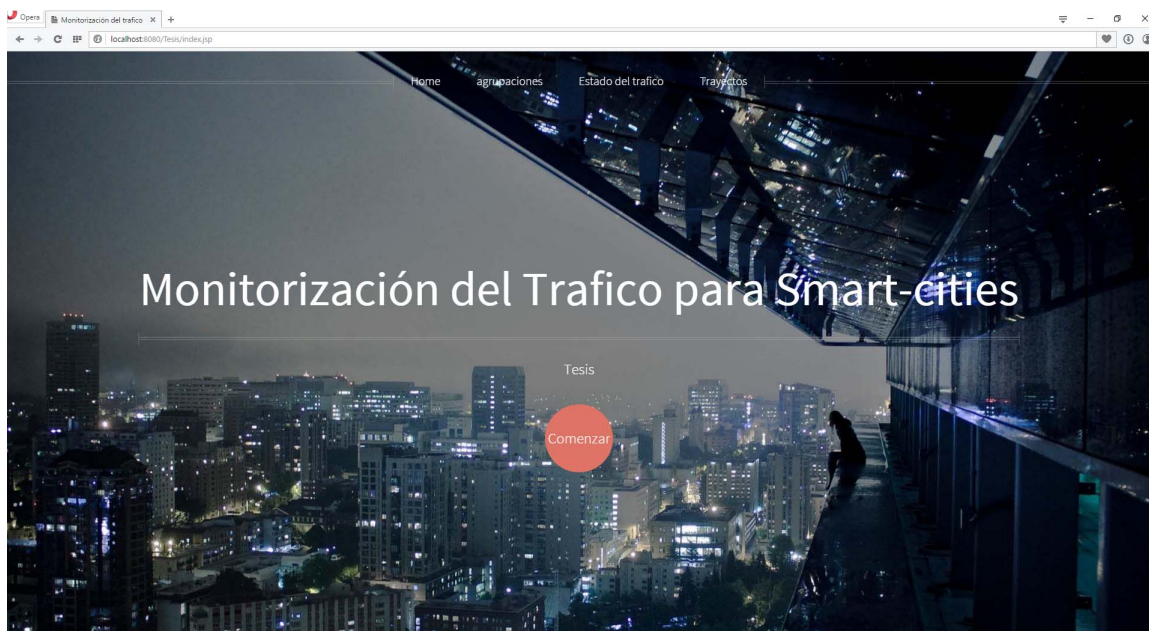 Opera Monitorización del trafico
localhost:8080/Tesis/index.jsp
Home agrupaciones Estado del trafico Trayectos
Monitorización del Trafico para Smart-cities
Tesis
Comenzar